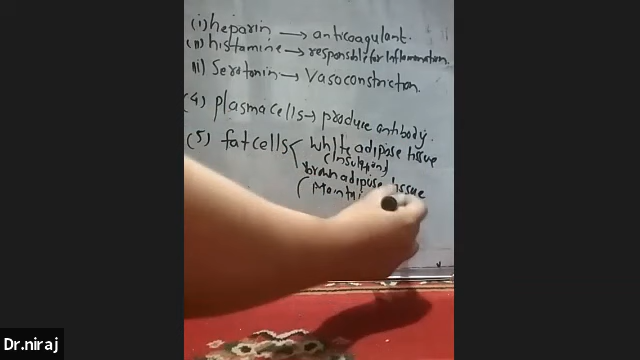 (i) heparin → anticoagulant.
(ii) histamine → responsible for Inflammation.
iii) Serotonin → Vasoconstriction.
(4) plasma cells → produce antibody.
(5) fat cells < white adipose tissue
(Insulation)
brown adipose tissue
(
Dr.niraj